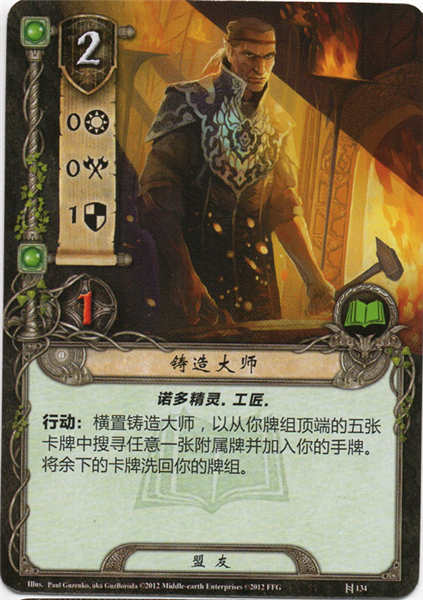 2
0
0
1
1
铸造大师
诺多精灵. 工匠.
行动：横置铸造大师，以从你牌组顶端的五张
卡牌中搜寻任意一张附属牌并加入你的手牌。
将余下的卡牌洗回你的牌组。
盟友
Illus. Paul Guzenko, aka GuzBoroda ©2012 Middle-earth Enterprises ©2012 FFG 134